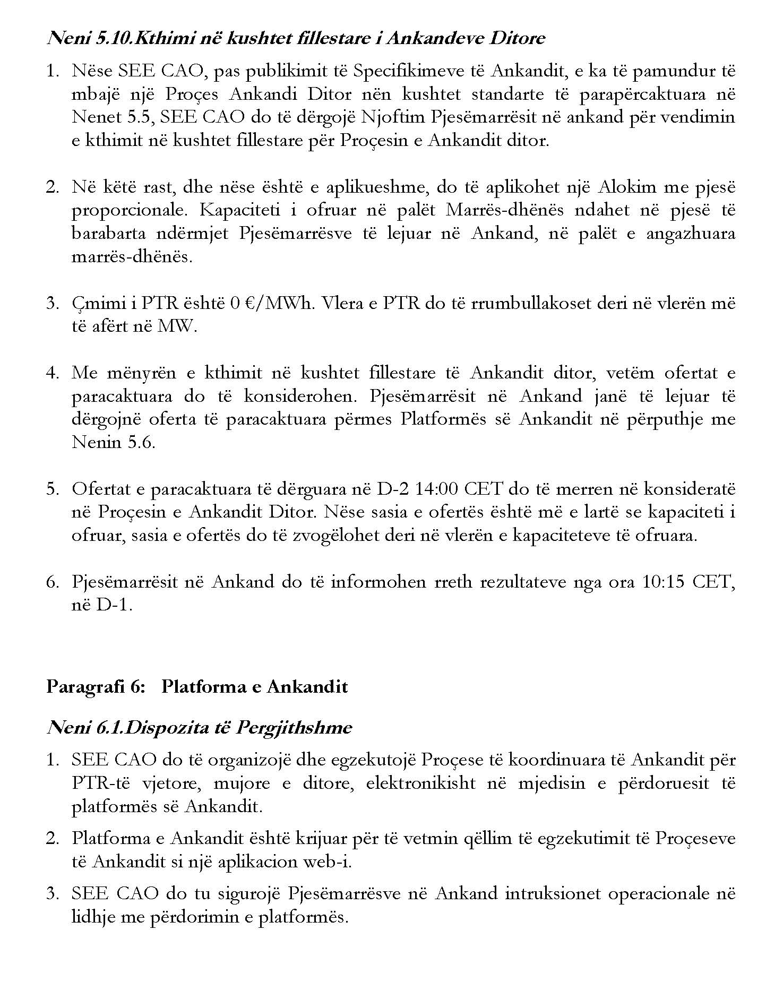 Neni 5.10.Kthimi në kushtet fillestare i Ankandeve Ditore
1. Nëse SEE CAO, pas publikimit të Specifikimeve të Ankandit, e ka të pamundur të
mbajë një Proçes Ankandi Ditor nën kushtet standarte të parapërcaktuara në
Nenet 5.5, SEE CAO do të dërgojë Njoftim Pjesëmarrësit në ankand për vendimin
e kthimit në kushtet fillestare për Proçesin e Ankandit ditor.
2. Në këtë rast, dhe nëse është e aplikueshme, do të aplikohet një Alokim me pjesë
proporcionale. Kapaciteti i ofruar në palët Marrës-dhënës ndahet në pjesë të
barabarta ndërmjet Pjesëmarrësve të lejuar në Ankand, në palët e angazhuara
marrës-dhënës.
3. Çmimi i PTR është 0 €/MWh. Vlera e PTR do të rrumbullakoset deri në vlerën më
të afërt në MW.
4. Me mënyrën e kthimit në kushtet fillestare të Ankandit ditor, vetëm ofertat e
paracaktuara do të konsiderohen. Pjesëmarrësit në Ankand janë të lejuar të
dërgojnë oferta të paracaktuara përmes Platformës së Ankandit në përputhje me
Nenin 5.6.
5. Ofertat e paracaktuara të dërguara në D-2 14:00 CET do të merren në konsideratë
në Proçesin e Ankandit Ditor. Nëse sasia e ofertës është më e lartë se kapaciteti i
ofruar, sasia e ofertës do të zvogëlohet deri në vlerën e kapaciteteve të ofruara.
6. Pjesëmarrësit në Ankand do të informohen rreth rezultateve nga ora 10:15 CET,
në D-1.
Paragrafi 6: Platforma e Ankandit
Neni 6.1.Dispozita të Pergjithshme
1. SEE CAO do të organizojë dhe egzekutojë Proçese të koordinuara të Ankandit për
PTR-të vjetore, mujore e ditore, elektronikisht në mjedisin e përdoruesit të
platformës së Ankandit.
2. Platforma e Ankandit është krijuar për të vetmin qëllim të egzekutimit të Proçeseve
të Ankandit si një aplikacion web-i.
3. SEE CAO do tu sigurojë Pjesëmarrësve në Ankand intruksionet operacionale në
lidhje me përdorimin e platformës.